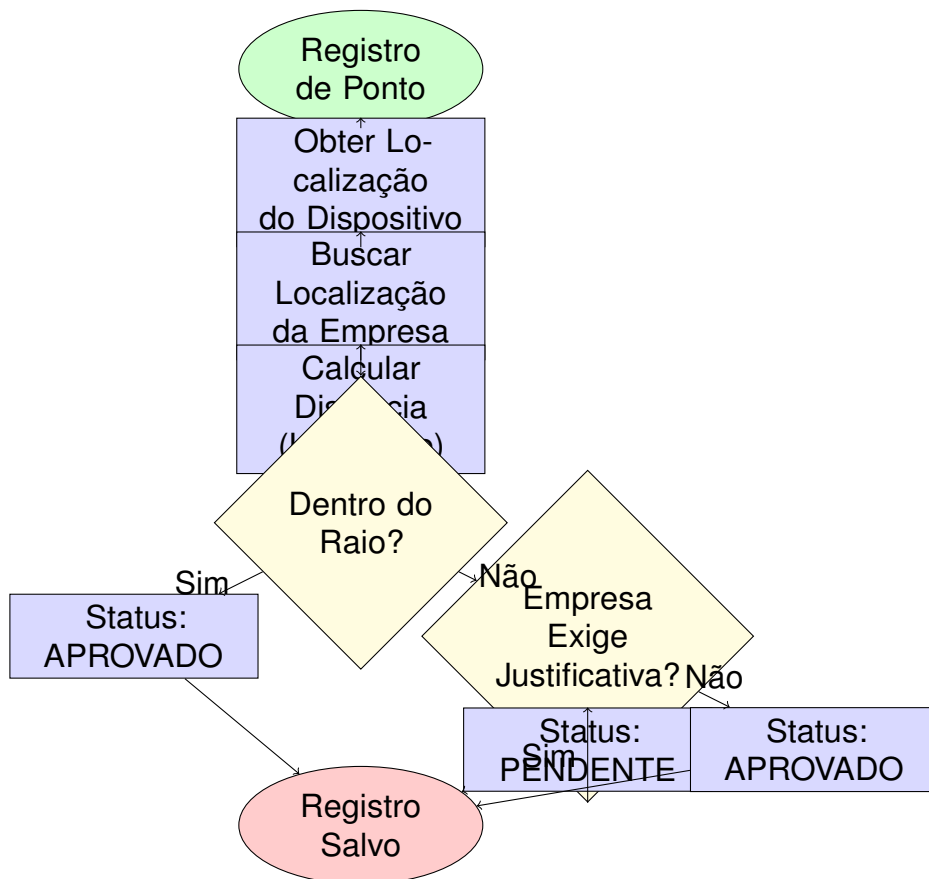 Registro
de Ponto
Obter Lo-
calização
do Dispositivo
Buscar
Localização
da Empresa
Calcular
Dentro do
Raio?
Sim
Não
Status:
APROVADO
Empresa
Exige
Justificativa?
Não
Sim
Status:
PENDENTE
Status:
APROVADO
Registro
Salvo